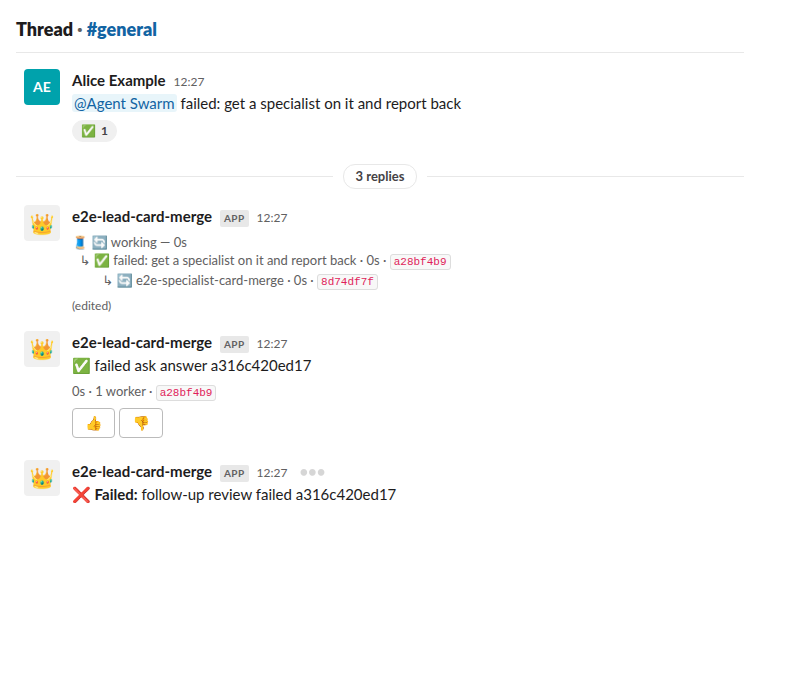 Thread • #general
AE
Alice Example 12:27
@Agent Swarm failed: get a specialist on it and report back
✅ 1
3 replies
e2e-lead-card-merge APP 12:27
🧵 🔄 working — 0s
↳ ✅ failed: get a specialist on it and report back · 0s · a28bf4b9
↳ 🔄 e2e-specialist-card-merge · 0s · 8d74df7f
(edited)
e2e-lead-card-merge APP 12:27
✅ failed ask answer a316c420ed17
0s · 1 worker · a28bf4b9
👍 👎
e2e-lead-card-merge APP 12:27
❌ Failed: follow-up review failed a316c420ed17